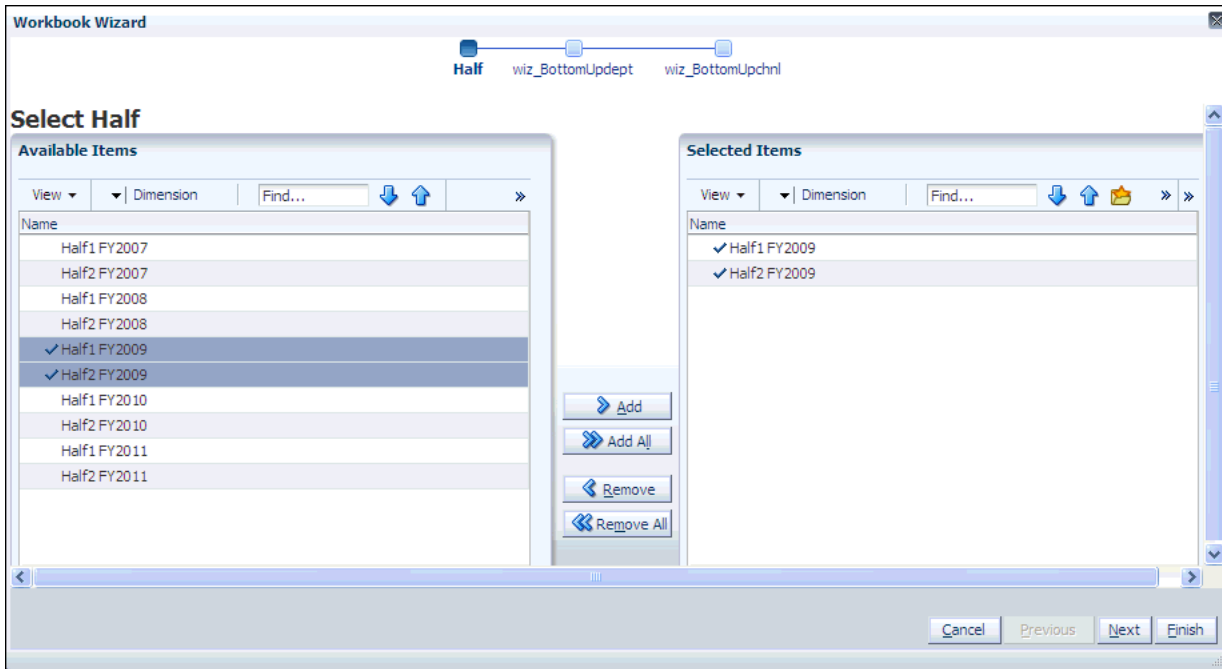 Workbook Wizard
Half wiz_BottomUpdept wiz_BottomUpchnl
Select Half
Available Items
View Dimension Find... »
Name
Half1 FY2007
Half2 FY2007
Half1 FY2008
Half2 FY2008
Half1 FY2009
Half2 FY2009
Half1 FY2010
Half2 FY2010
Half1 FY2011
Half2 FY2011
Add
Add All
Remove
Remove All
Selected Items
View Dimension Find... » »
Name
Half1 FY2009
Half2 FY2009
Cancel Previous Next Finish